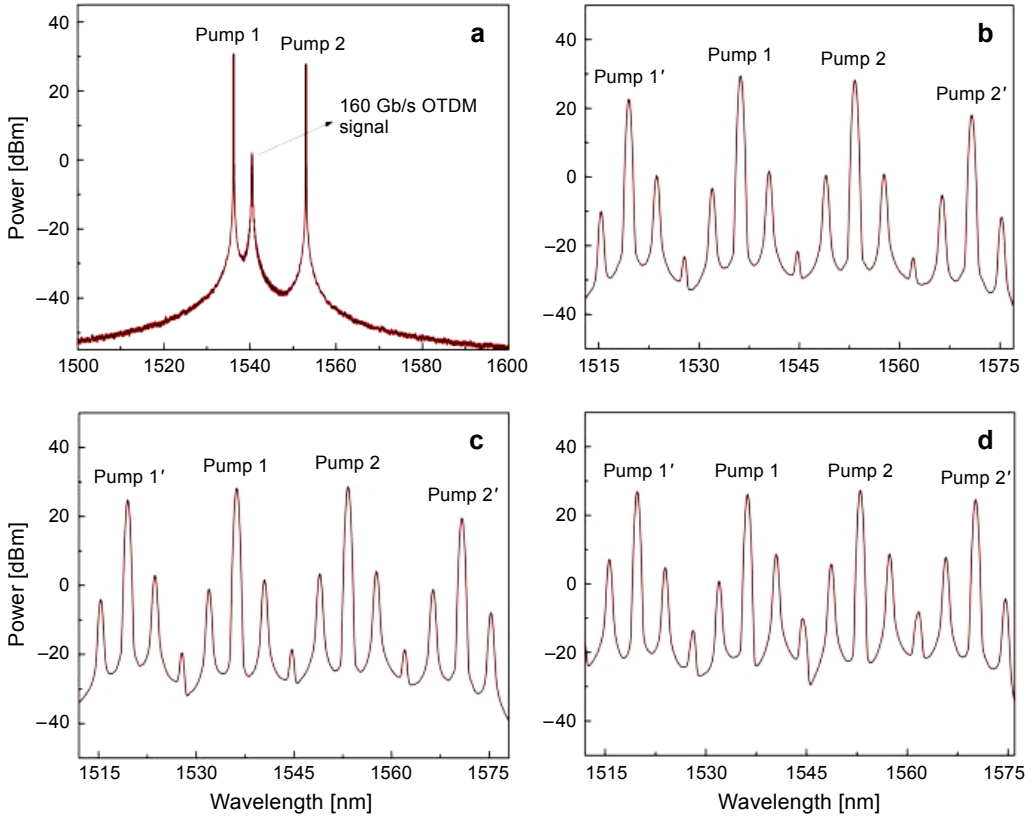 a
Pump 1
Pump 2
160 Gb/s OTDM
signal
Power [dBm]
40
20
0
–20
–40
1500
1520
1540
1560
1580
1600
b
Pump 1′
Pump 1
Pump 2
Pump 2′
40
20
0
–20
–40
1515
1530
1545
1560
1575
c
Pump 1′
Pump 1
Pump 2
Pump 2′
Power [dBm]
40
20
0
–20
–40
1515
1530
1545
1560
1575
Wavelength [nm]
d
Pump 1′
Pump 1
Pump 2
Pump 2′
40
20
0
–20
–40
1515
1530
1545
1560
1575
Wavelength [nm]